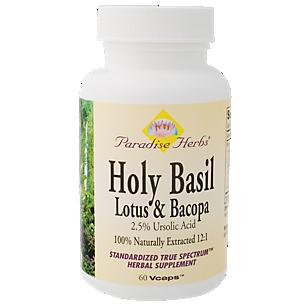 Paradise Herbs®
Holy Basil
Lotus & Bacopa
2.5% Ursolic Acid
100% Naturally Extracted 12:1
STANDARDIZED TRUE SPECTRUM™
HERBAL SUPPLEMENT
60 Vcaps™